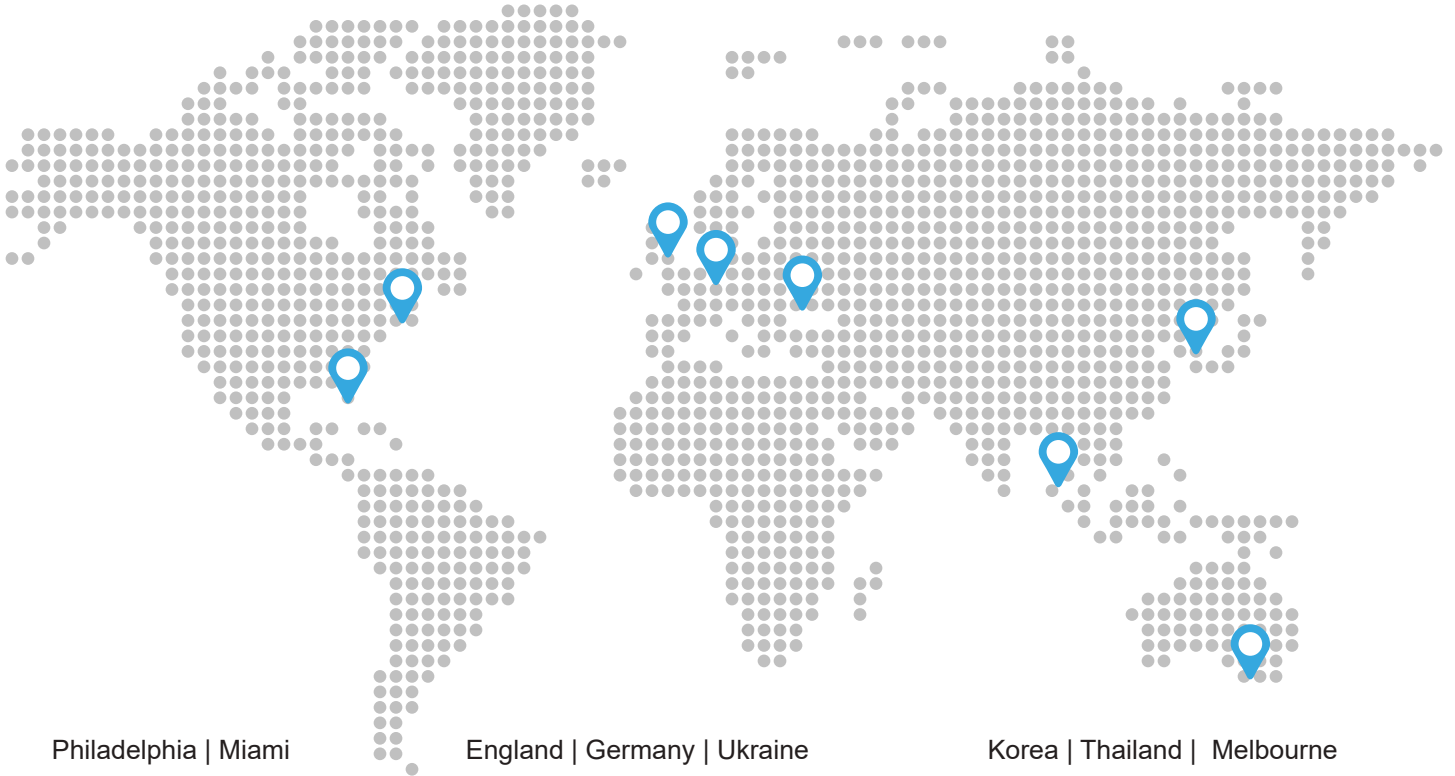 Philadelphia | Miami
England | Germany | Ukraine
Korea | Thailand |  Melbourne